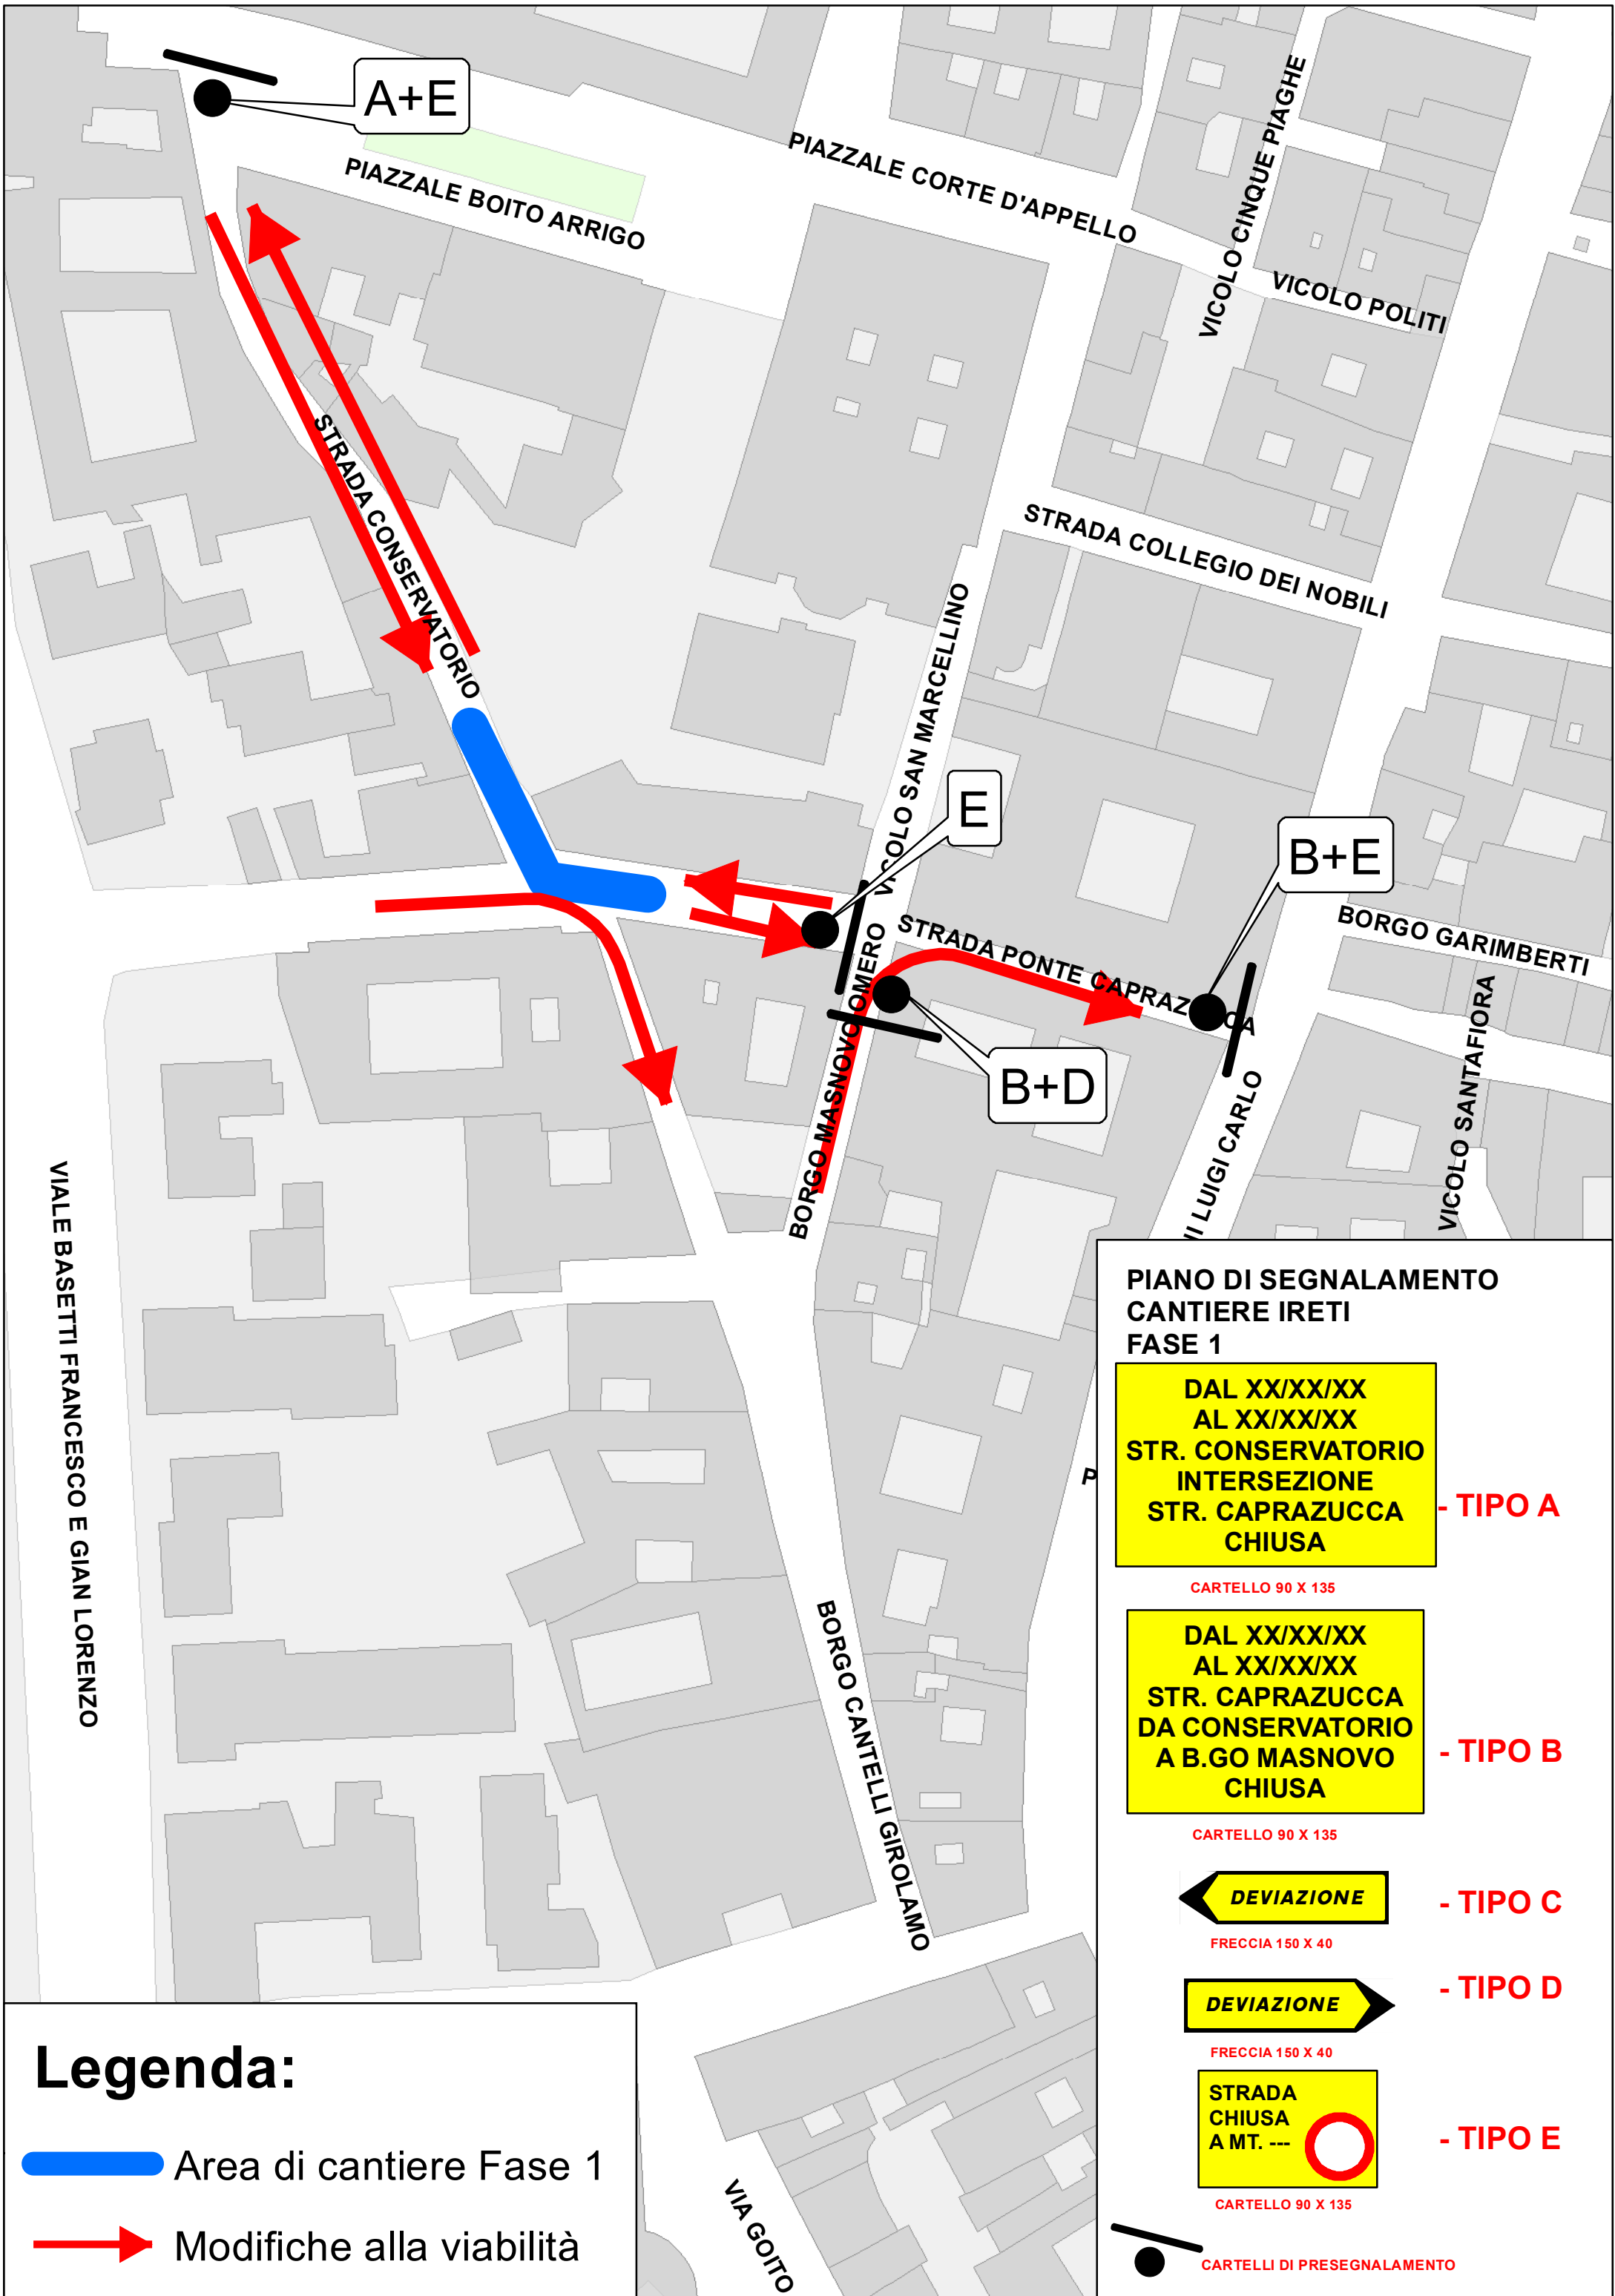 A+E
PIAZZALE BOITO ARRIGO
PIAZZALE CORTE D'APPELLO
VICOLO CINQUE PIAGHE
VICOLO POLITI
STRADA CONSERVATORIO
STRADA COLLEGIO DEI NOBILI
VICOLO SAN MARCELLINO
E
B+E
STRADA PONTE CAPRAZ
CA
BORGO GARIMBERTI
BORGO MASNOVO OMERO
B+D
VICOLO SANTAFIORA
NI LUIGI CARLO
VIALE BASETTI FRANCESCO E GIAN LORENZO
BORGO CANTELLI GIROLAMO
VIA GOITO
P
PIANO DI SEGNALAMENTO
CANTIERE IRETI
FASE 1
DAL XX/XX/XX
AL XX/XX/XX
STR. CONSERVATORIO
INTERSEZIONE
STR. CAPRAZUCCA
CHIUSA
- TIPO A
CARTELLO 90 X 135
DAL XX/XX/XX
AL XX/XX/XX
STR. CAPRAZUCCA
DA CONSERVATORIO
A B.GO MASNOVO
CHIUSA
- TIPO B
CARTELLO 90 X 135
DEVIAZIONE
- TIPO C
FRECCIA 150 X 40
DEVIAZIONE
- TIPO D
FRECCIA 150 X 40
STRADA
CHIUSA
A MT. ---
- TIPO E
CARTELLO 90 X 135
CARTELLI DI PRESEGNALAMENTO
Legenda:
Area di cantiere Fase 1
Modifiche alla viabilità